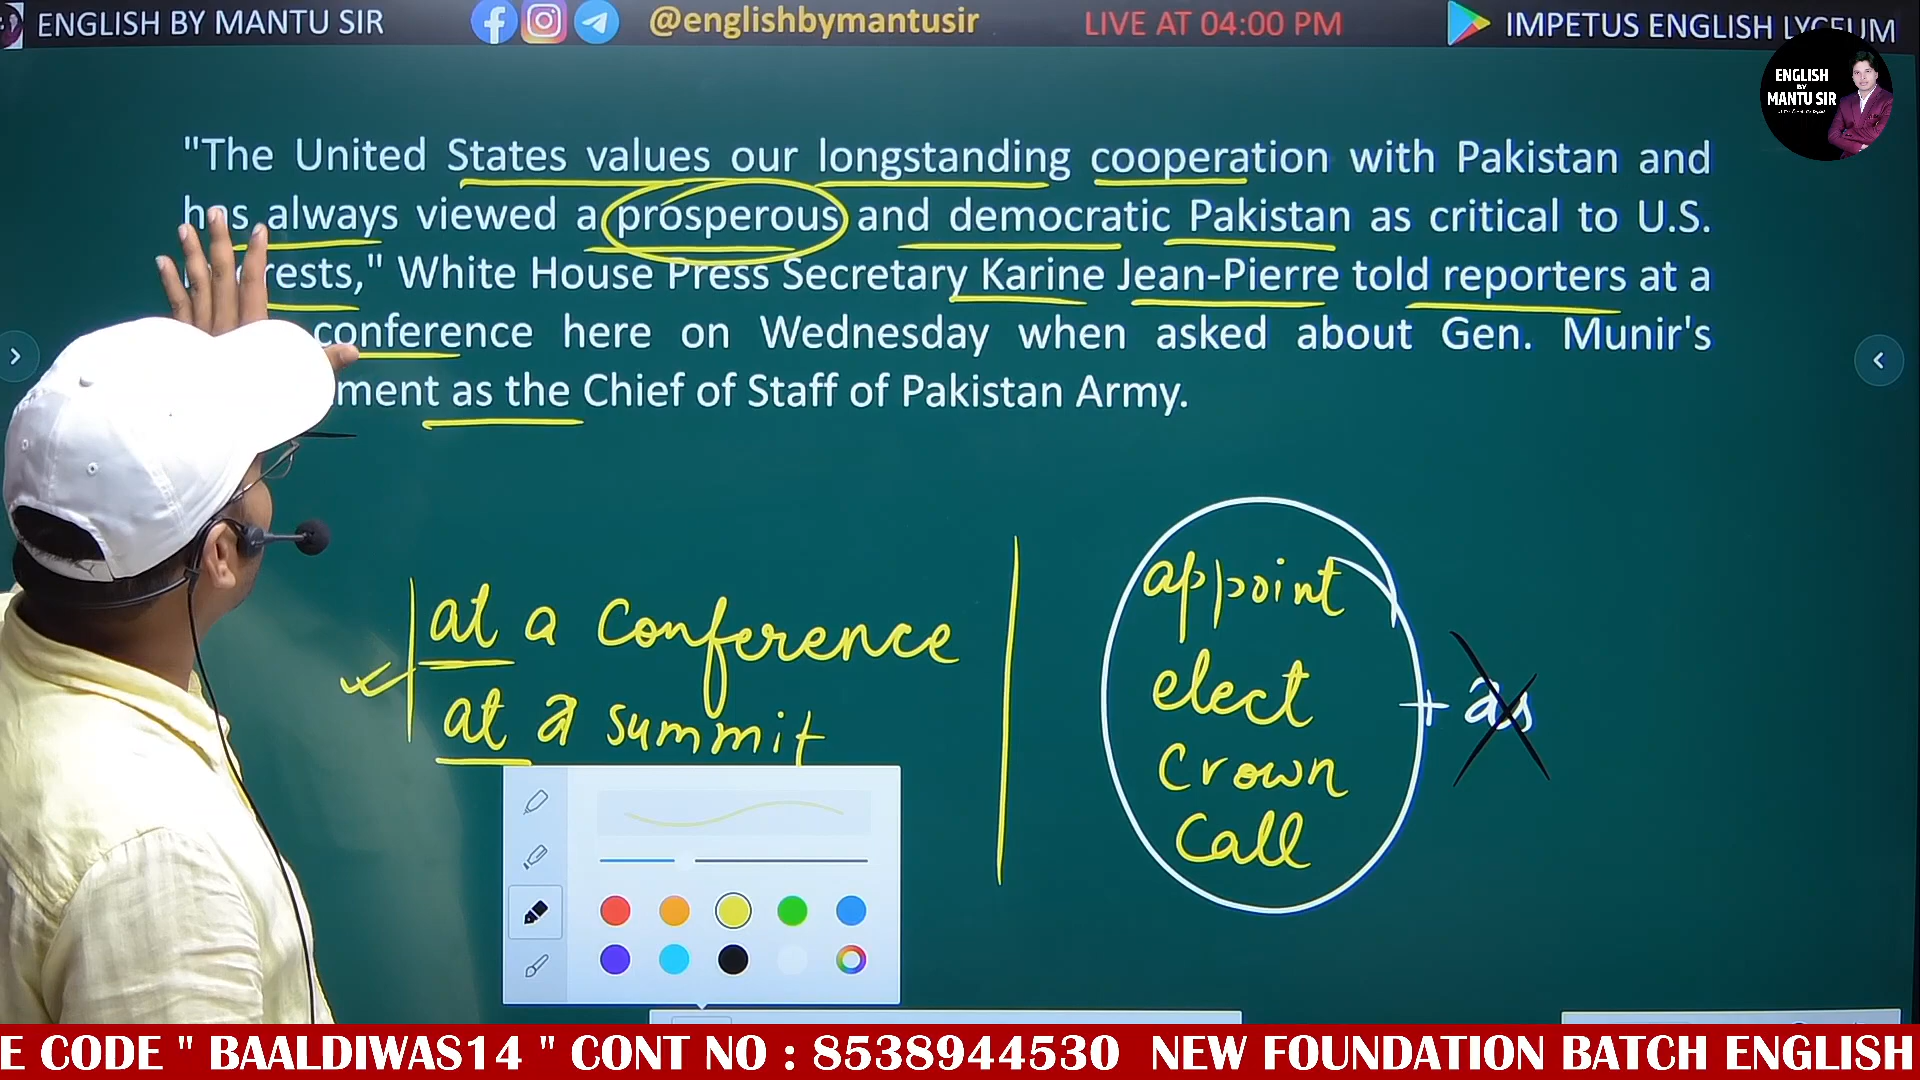 ENGLISH BY MANTU SIR
@englishbymantusir
LIVE AT 04:00 PM
IMPETUS ENGLISH LYCEUM
ENGLISH
BY
MANTU SIR
"The United States values our longstanding cooperation with Pakistan and
has always viewed a prosperous and democratic Pakistan as critical to U.S.
rests," White House Press Secretary Karine Jean-Pierre told reporters at a
conference here on Wednesday when asked about Gen. Munir's
ment as the Chief of Staff of Pakistan Army.
at a conference
at a summit
appoint
elect
crown
call
+ as
E CODE " BAALDIWAS14 " CONT NO : 8538944530 NEW FOUNDATION BATCH ENGLISH